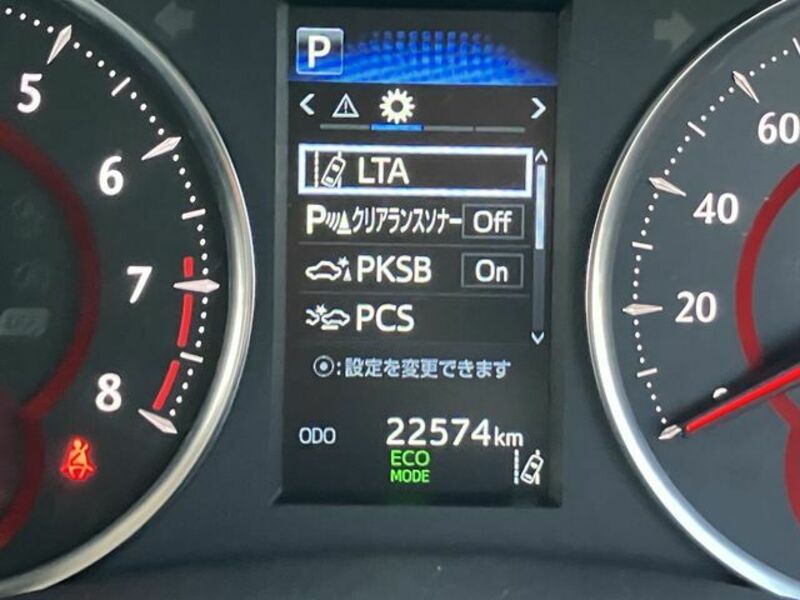 P
LTA
Pクリアランスソナー Off
PKSB On
PCS
:設定を変更できます
ODO 22574km
ECO
MODE
5
6
7
8
60
40
20